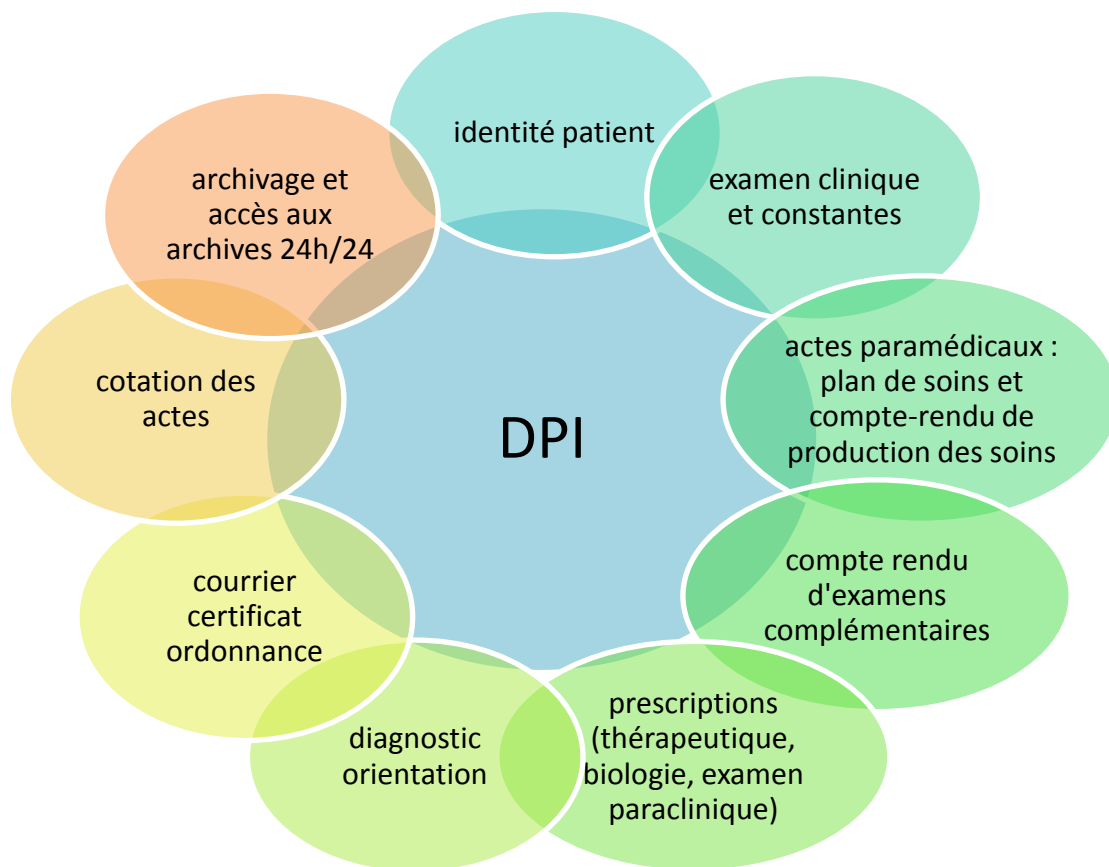 identité patient
examen clinique
et constantes
actes paramédicaux :
plan de soins et
compte-rendu de
production des soins
compte rendu
d'examens
complémentaires
prescriptions
(thérapeutique,
biologie, examen
paraclinique)
diagnostic
orientation
courrier
certificat
ordonnance
cotation des
actes
archivage et
accès aux
archives 24h/24
DPI